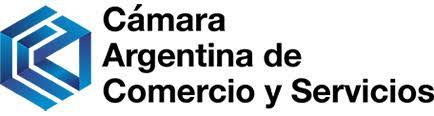 Cámara
Argentina de
Comercio y Servicios